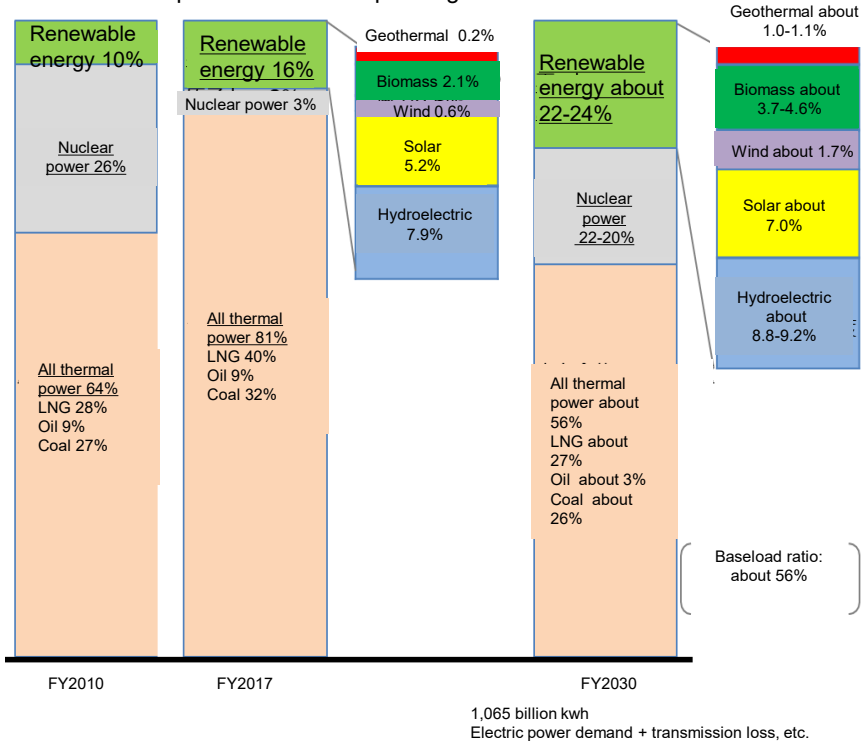 Renewable
energy 10%
Nuclear
power 26%
All thermal
power 64%
LNG 28%
Oil 9%
Coal 27%
FY2010
Renewable
energy 16%
Nuclear power 3%
All thermal
power 81%
LNG 40%
Oil 9%
Coal 32%
FY2017
Geothermal 0.2%
Biomass 2.1%
Wind 0.6%
Solar
5.2%
Hydroelectric
7.9%
Renewable
energy about
22-24%
Nuclear
power
22-20%
All thermal
power about
56%
LNG about
27%
Oil about 3%
Coal about
26%
FY2030
Geothermal about
1.0-1.1%
Biomass about
3.7-4.6%
Wind about 1.7%
Solar about
7.0%
Hydroelectric
about
8.8-9.2%
Baseload ratio:
about 56%
1,065 billion kwh
Electric power demand + transmission loss, etc.